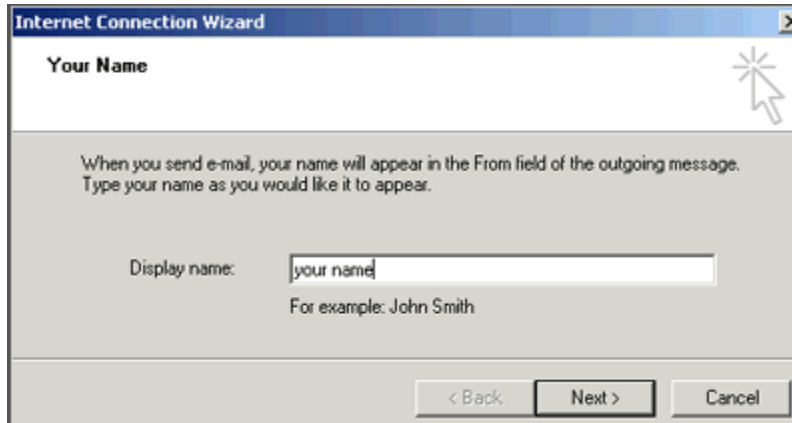 Internet Connection Wizard
Your Name
When you send e-mail, your name will appear in the From field of the outgoing message.
Type your name as you would like it to appear.
Display name: your name
For example: John Smith
< Back Next > Cancel